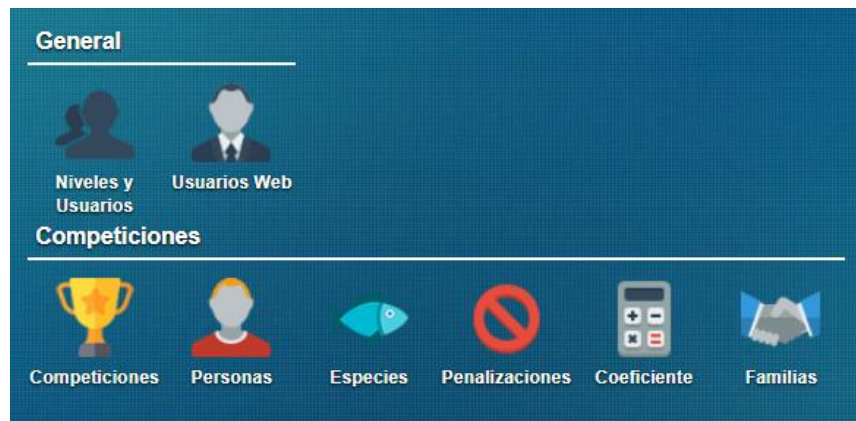 General
Niveles y Usuarios Web
Usuarios
Competiciones
Competiciones Personas Especies Penalizaciones Coeficiente Familias